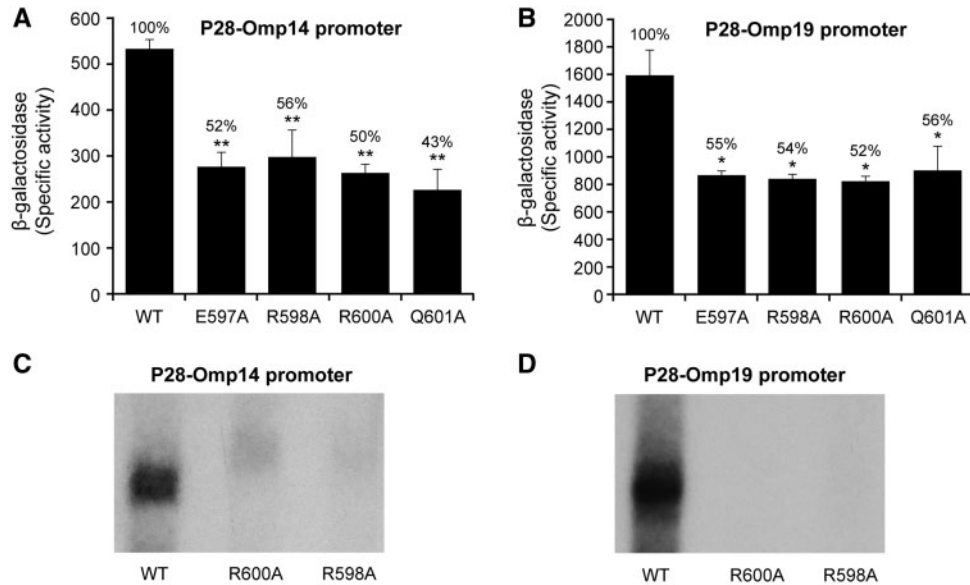 A
P28-Omp14 promoter
β-galactosidase
(Specific activity)
600
500
400
300
200
100
0
100%
52%
**
56%
**
50%
**
43%
**
WT E597A R598A R600A Q601A
B
P28-Omp19 promoter
β-galactosidase
(Specific activity)
2000
1800
1600
1400
1200
1000
800
600
400
200
0
100%
55%
*
54%
*
52%
*
56%
*
WT E597A R598A R600A Q601A
C
P28-Omp14 promoter
WT R600A R598A
D
P28-Omp19 promoter
WT R600A R598A